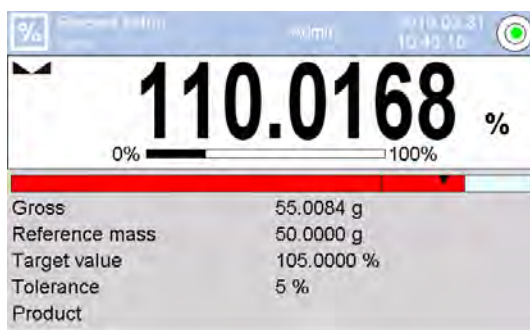 %
110.0168 %
0% 100%
Gross 55.0084 g
Reference mass 50.0000 g
Target value 105.0000 %
Tolerance 5 %
Product